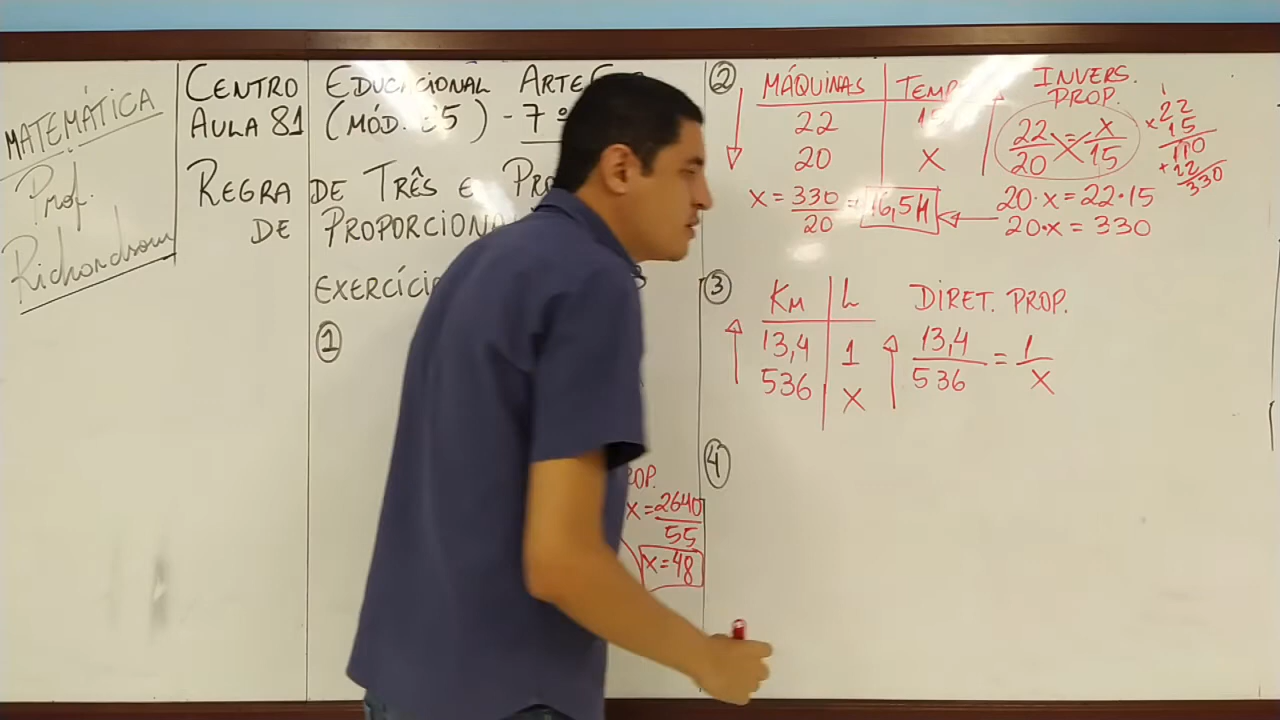 MATEMÁTICA
Prof.
Richardson
CENTRO EDUCACIONAL
AULA 81 (MÓD. 7º
REGRA DE TRÊS E
DE
1
OP.
X = 2640
55
X = 48
2 MÁQUINAS
22
20 X
INVERS.
PROP.
22 = X
20 15
1
22
× 15
110
+ 22
330
X = 330 = 16,5H
20
20 · X = 22 · 15
20 · X = 330
3 KM h
13,4 1
536 X
DIRET. PROP.
13,4 = 1
536 X
4